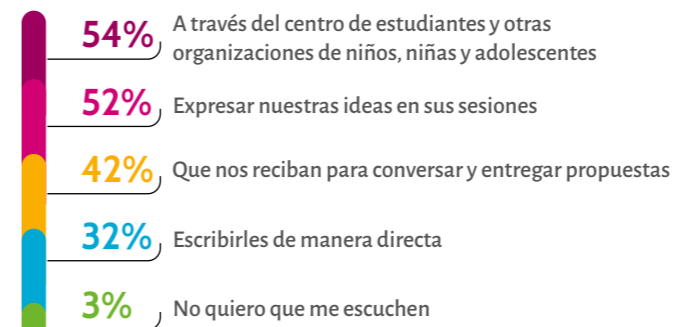 54% A través del centro de estudiantes y otras
organizaciones de niños, niñas y adolescentes
52% Expresar nuestras ideas en sus sesiones
42% Que nos reciban para conversar y entregar propuestas
32% Escribirles de manera directa
3% No quiero que me escuchen